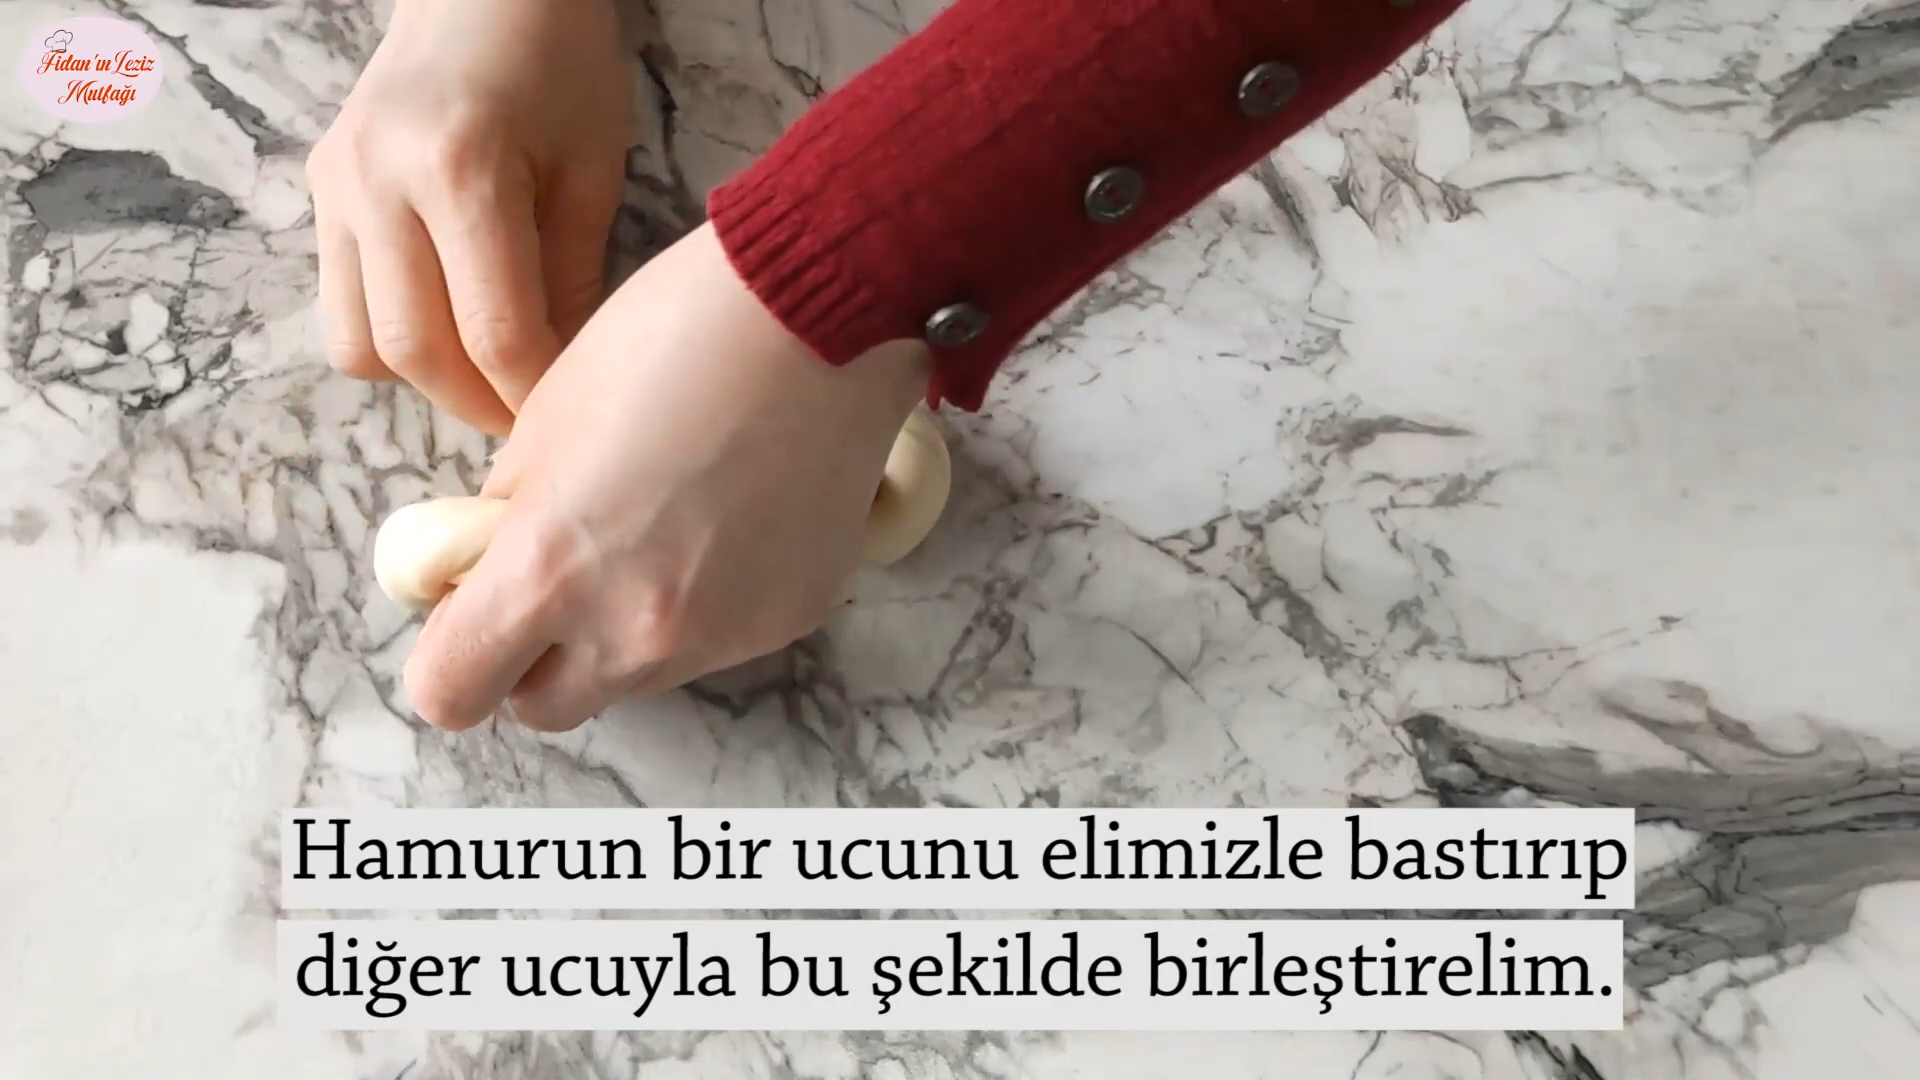 Fidan'ın Leziz
Mutfağı
Hamurun bir ucunu elimizle bastırıp
diğer ucuyla bu şekilde birleştirelim.